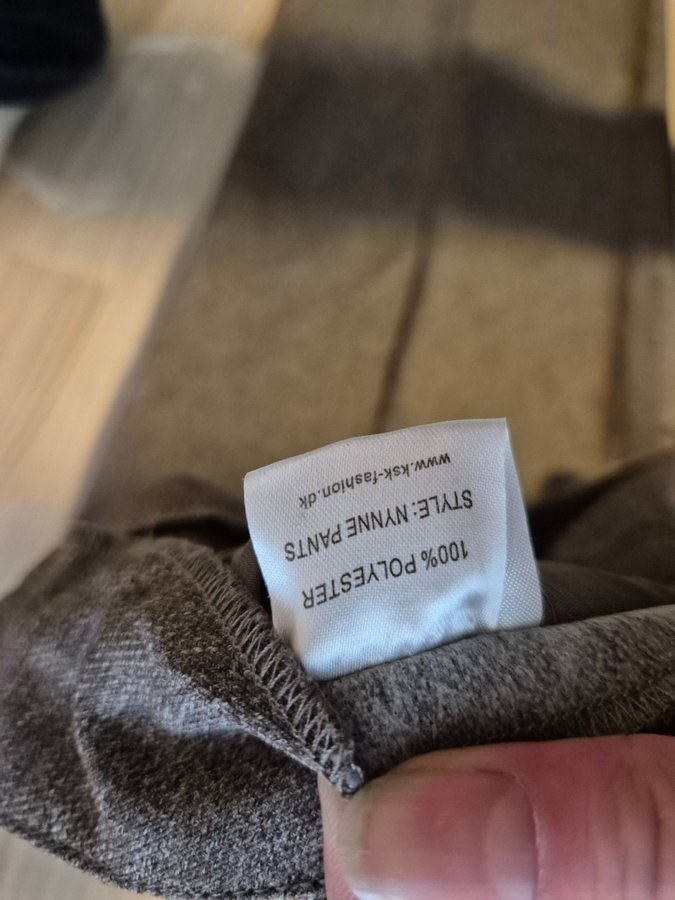 100% POLYESTER
STYLE: NYNNE PANTS
www.ksk-fashion.dk